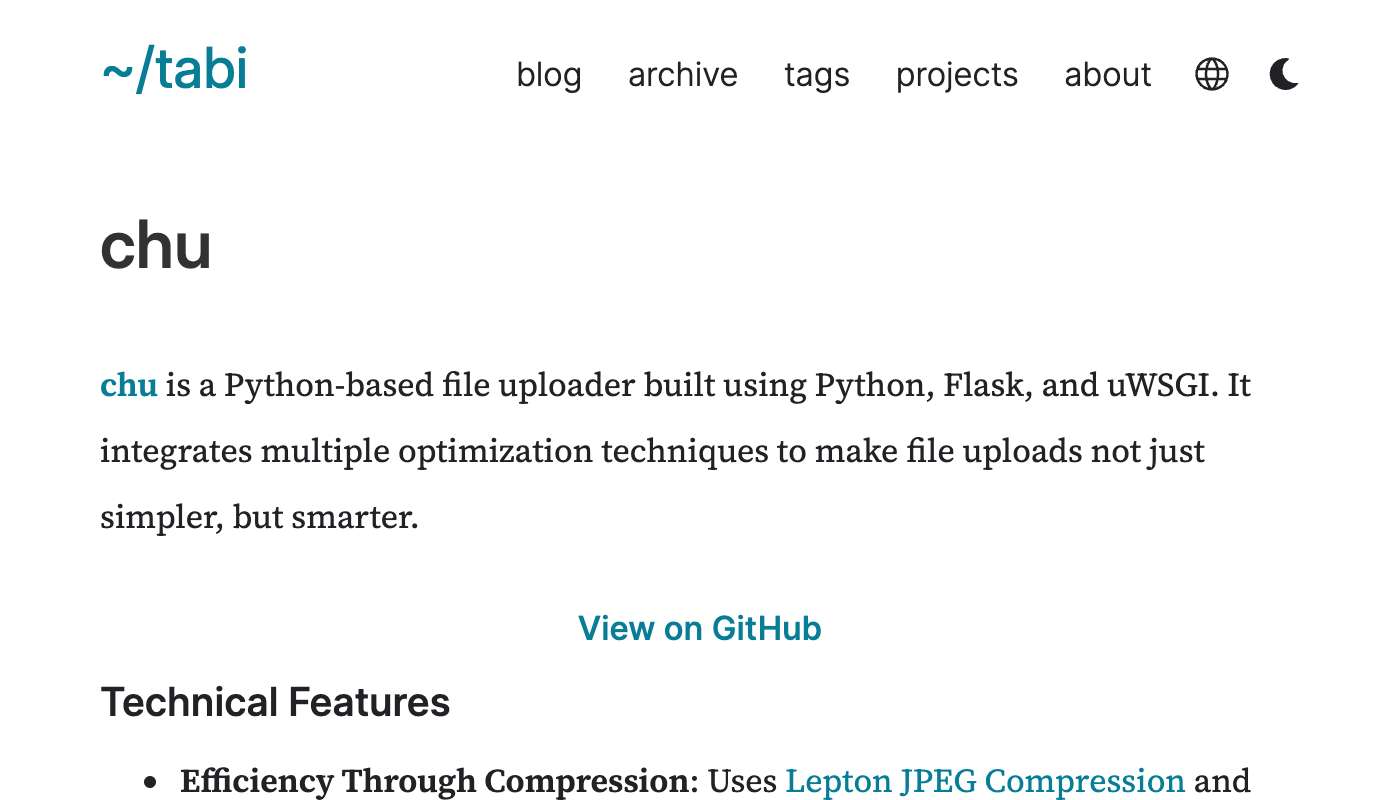 ~/tabi
blog archive tags projects about
chu
chu is a Python-based file uploader built using Python, Flask, and uWSGI. It
integrates multiple optimization techniques to make file uploads not just
simpler, but smarter.
View on GitHub
Technical Features
• Efficiency Through Compression: Uses Lepton JPEG Compression and